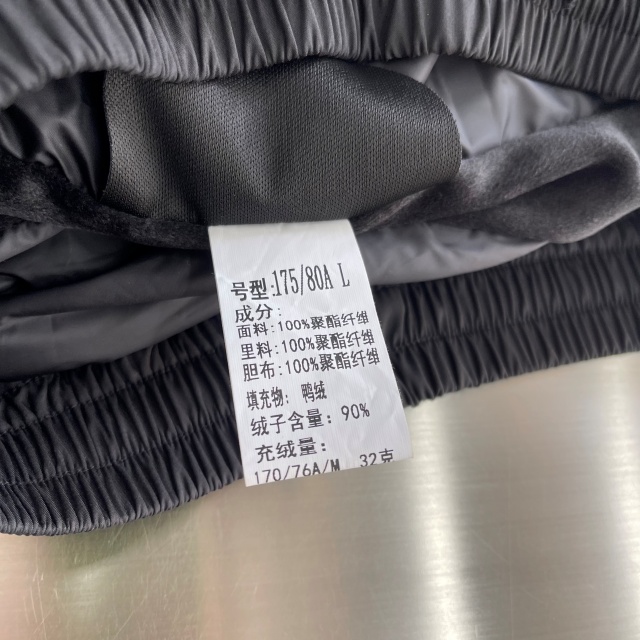 号型:175/80A L
成分:
面料:100%聚酯纤维
里料:100%聚酯纤维
胆布:100%聚酯纤维
填充物: 鸭绒
绒子含量: 90%
充绒量:
170/76A/M 32克